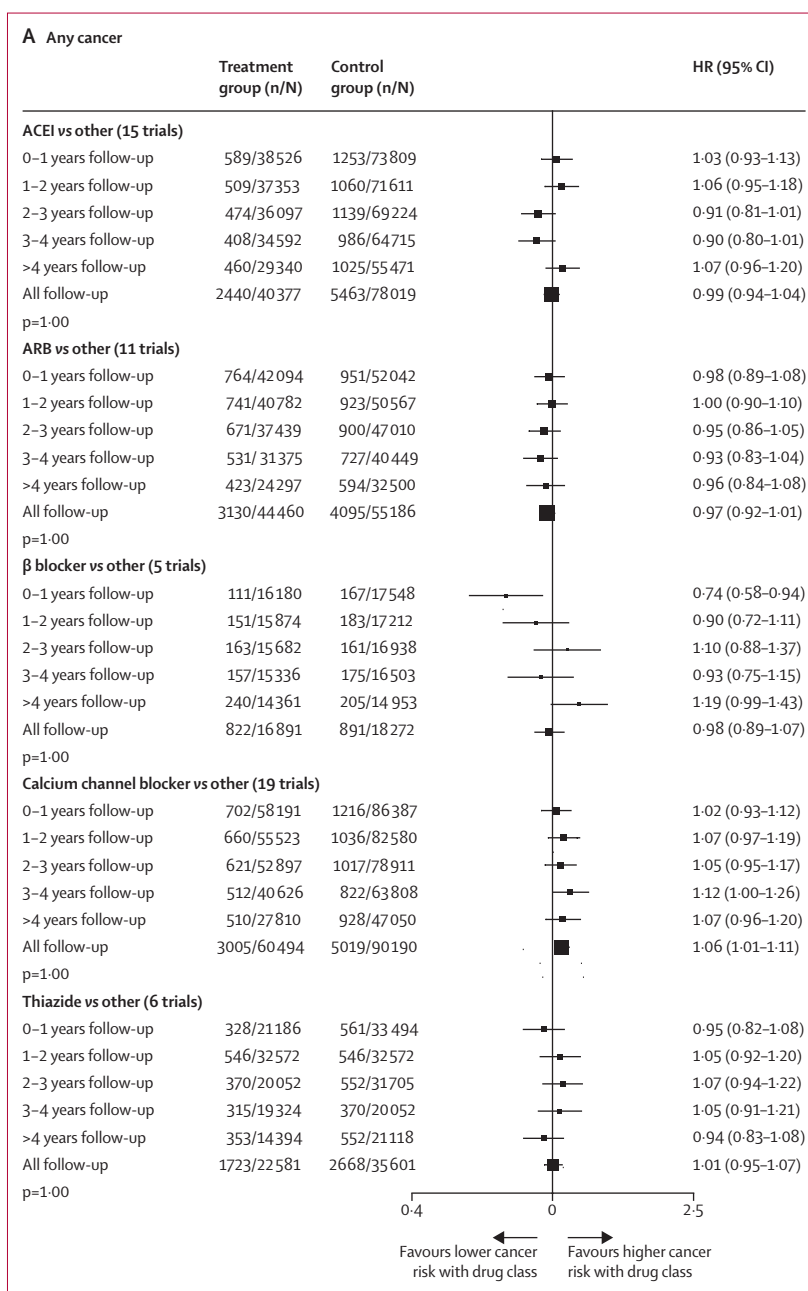 A Any cancer
Treatment group (n/N) Control group (n/N) HR (95% CI)
ACEI vs other (15 trials)
0–1 years follow-up 589/38526 1253/73809 1·03 (0·93–1·13)
1–2 years follow-up 509/37353 1060/71611 1·06 (0·95–1·18)
2–3 years follow-up 474/36097 1139/69224 0·91 (0·81–1·01)
3–4 years follow-up 408/34592 986/64715 0·90 (0·80–1·01)
>4 years follow-up 460/29340 1025/55471 1·07 (0·96–1·20)
All follow-up 2440/40377 5463/78019 0·99 (0·94–1·04)
p=1·00
ARB vs other (11 trials)
0–1 years follow-up 764/42094 951/52042 0·98 (0·89–1·08)
1–2 years follow-up 741/40782 923/50567 1·00 (0·90–1·10)
2–3 years follow-up 671/37439 900/47010 0·95 (0·86–1·05)
3–4 years follow-up 531/31375 727/40449 0·93 (0·83–1·04)
>4 years follow-up 423/24297 594/32500 0·96 (0·84–1·08)
All follow-up 3130/44460 4095/55186 0·97 (0·92–1·01)
p=1·00
β blocker vs other (5 trials)
0–1 years follow-up 111/16180 167/17548 0·74 (0·58–0·94)
1–2 years follow-up 151/15874 183/17212 0·90 (0·72–1·11)
2–3 years follow-up 163/15682 161/16938 1·10 (0·88–1·37)
3–4 years follow-up 157/15336 175/16503 0·93 (0·75–1·15)
>4 years follow-up 240/14361 205/14953 1·19 (0·99–1·43)
All follow-up 822/16891 891/18272 0·98 (0·89–1·07)
p=1·00
Calcium channel blocker vs other (19 trials)
0–1 years follow-up 702/58191 1216/86387 1·02 (0·93–1·12)
1–2 years follow-up 660/55523 1036/82580 1·07 (0·97–1·19)
2–3 years follow-up 621/52897 1017/78911 1·05 (0·95–1·17)
3–4 years follow-up 512/40626 822/63808 1·12 (1·00–1·26)
>4 years follow-up 510/27810 928/47050 1·07 (0·96–1·20)
All follow-up 3005/60494 5019/90190 1·06 (1·01–1·11)
p=1·00
Thiazide vs other (6 trials)
0–1 years follow-up 328/21186 561/33494 0·95 (0·82–1·08)
1–2 years follow-up 546/32572 546/32572 1·05 (0·92–1·20)
2–3 years follow-up 370/20052 552/31705 1·07 (0·94–1·22)
3–4 years follow-up 315/19324 370/20052 1·05 (0·91–1·21)
>4 years follow-up 353/14394 552/21118 0·94 (0·83–1·08)
All follow-up 1723/22581 2668/35601 1·01 (0·95–1·07)
p=1·00
0·4 0 2·5
Favours lower cancer risk with drug class
Favours higher cancer risk with drug class